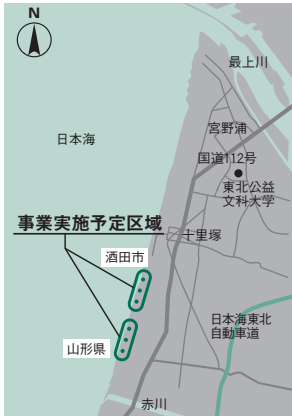 N
最上川
宮野浦
日本海
国道112号
東北公益
文科大学
事業実施予定区域
十里塚
酒田市
日本海東北
自動車道
山形県
赤川